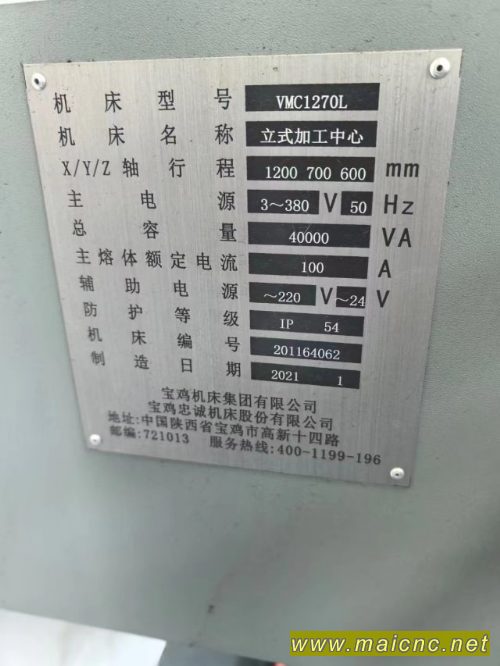 机床型号 VMC1270L
机床名称 立式加工中心
X/Y/Z轴行程 1200 700 600 mm
主电源 3~380 V 50 Hz
总容量 40000 VA
主熔体额定电流 100 A
辅助电源 ~220 V ~24 V
防护等级 IP 54
机床编号 201164062
制造日期 2021 1
宝鸡机床集团有限公司
宝鸡忠诚机床股份有限公司
地址:中国陕西省宝鸡市高新十四路
邮编:721013 服务热线:400-1199-196
www.maicnc.net